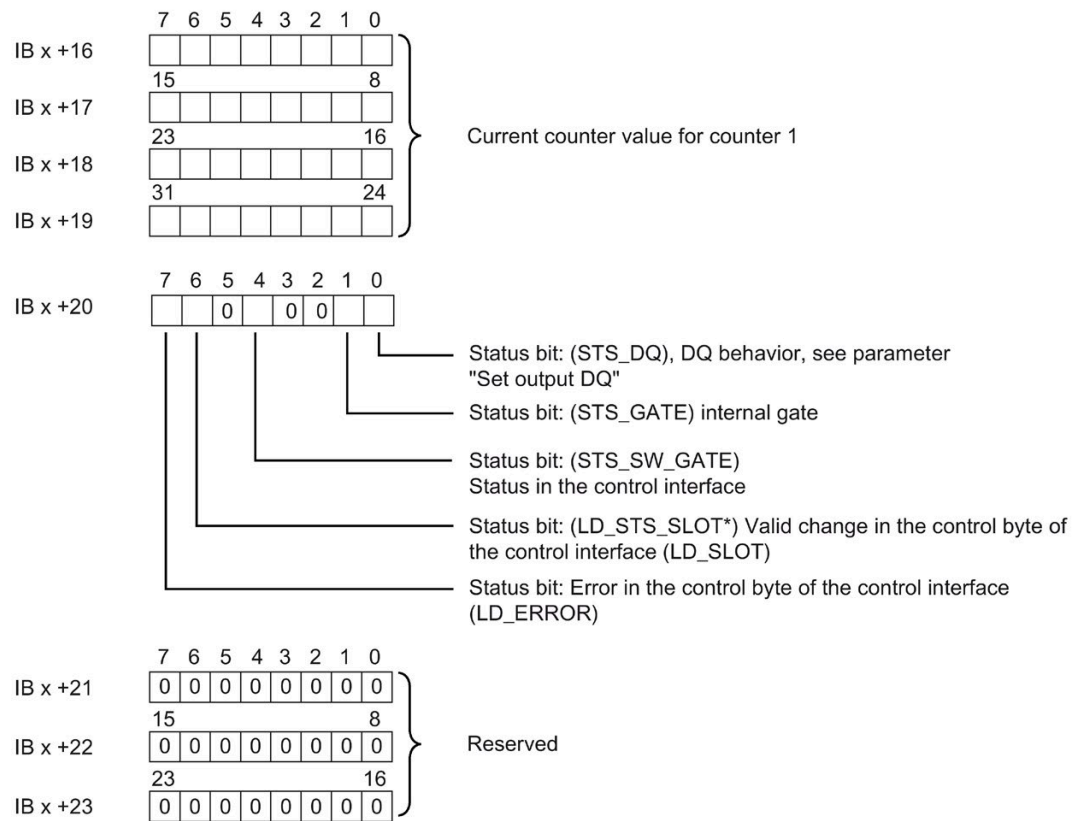 7 6 5 4 3 2 1 0
IB x +16
15 8
IB x +17
23 16
IB x +18 Current counter value for counter 1
31 24
IB x +19
7 6 5 4 3 2 1 0
IB x +20 0 0 0
Status bit: (STS_DQ), DQ behavior, see parameter
"Set output DQ"
Status bit: (STS_GATE) internal gate
Status bit: (STS_SW_GATE)
Status in the control interface
Status bit: (LD_STS_SLOT*) Valid change in the control byte of
the control interface (LD_SLOT)
Status bit: Error in the control byte of the control interface
(LD_ERROR)
7 6 5 4 3 2 1 0
IB x +21 0 0 0 0 0 0 0 0
15 8
IB x +22 0 0 0 0 0 0 0 0 Reserved
23 16
IB x +23 0 0 0 0 0 0 0 0